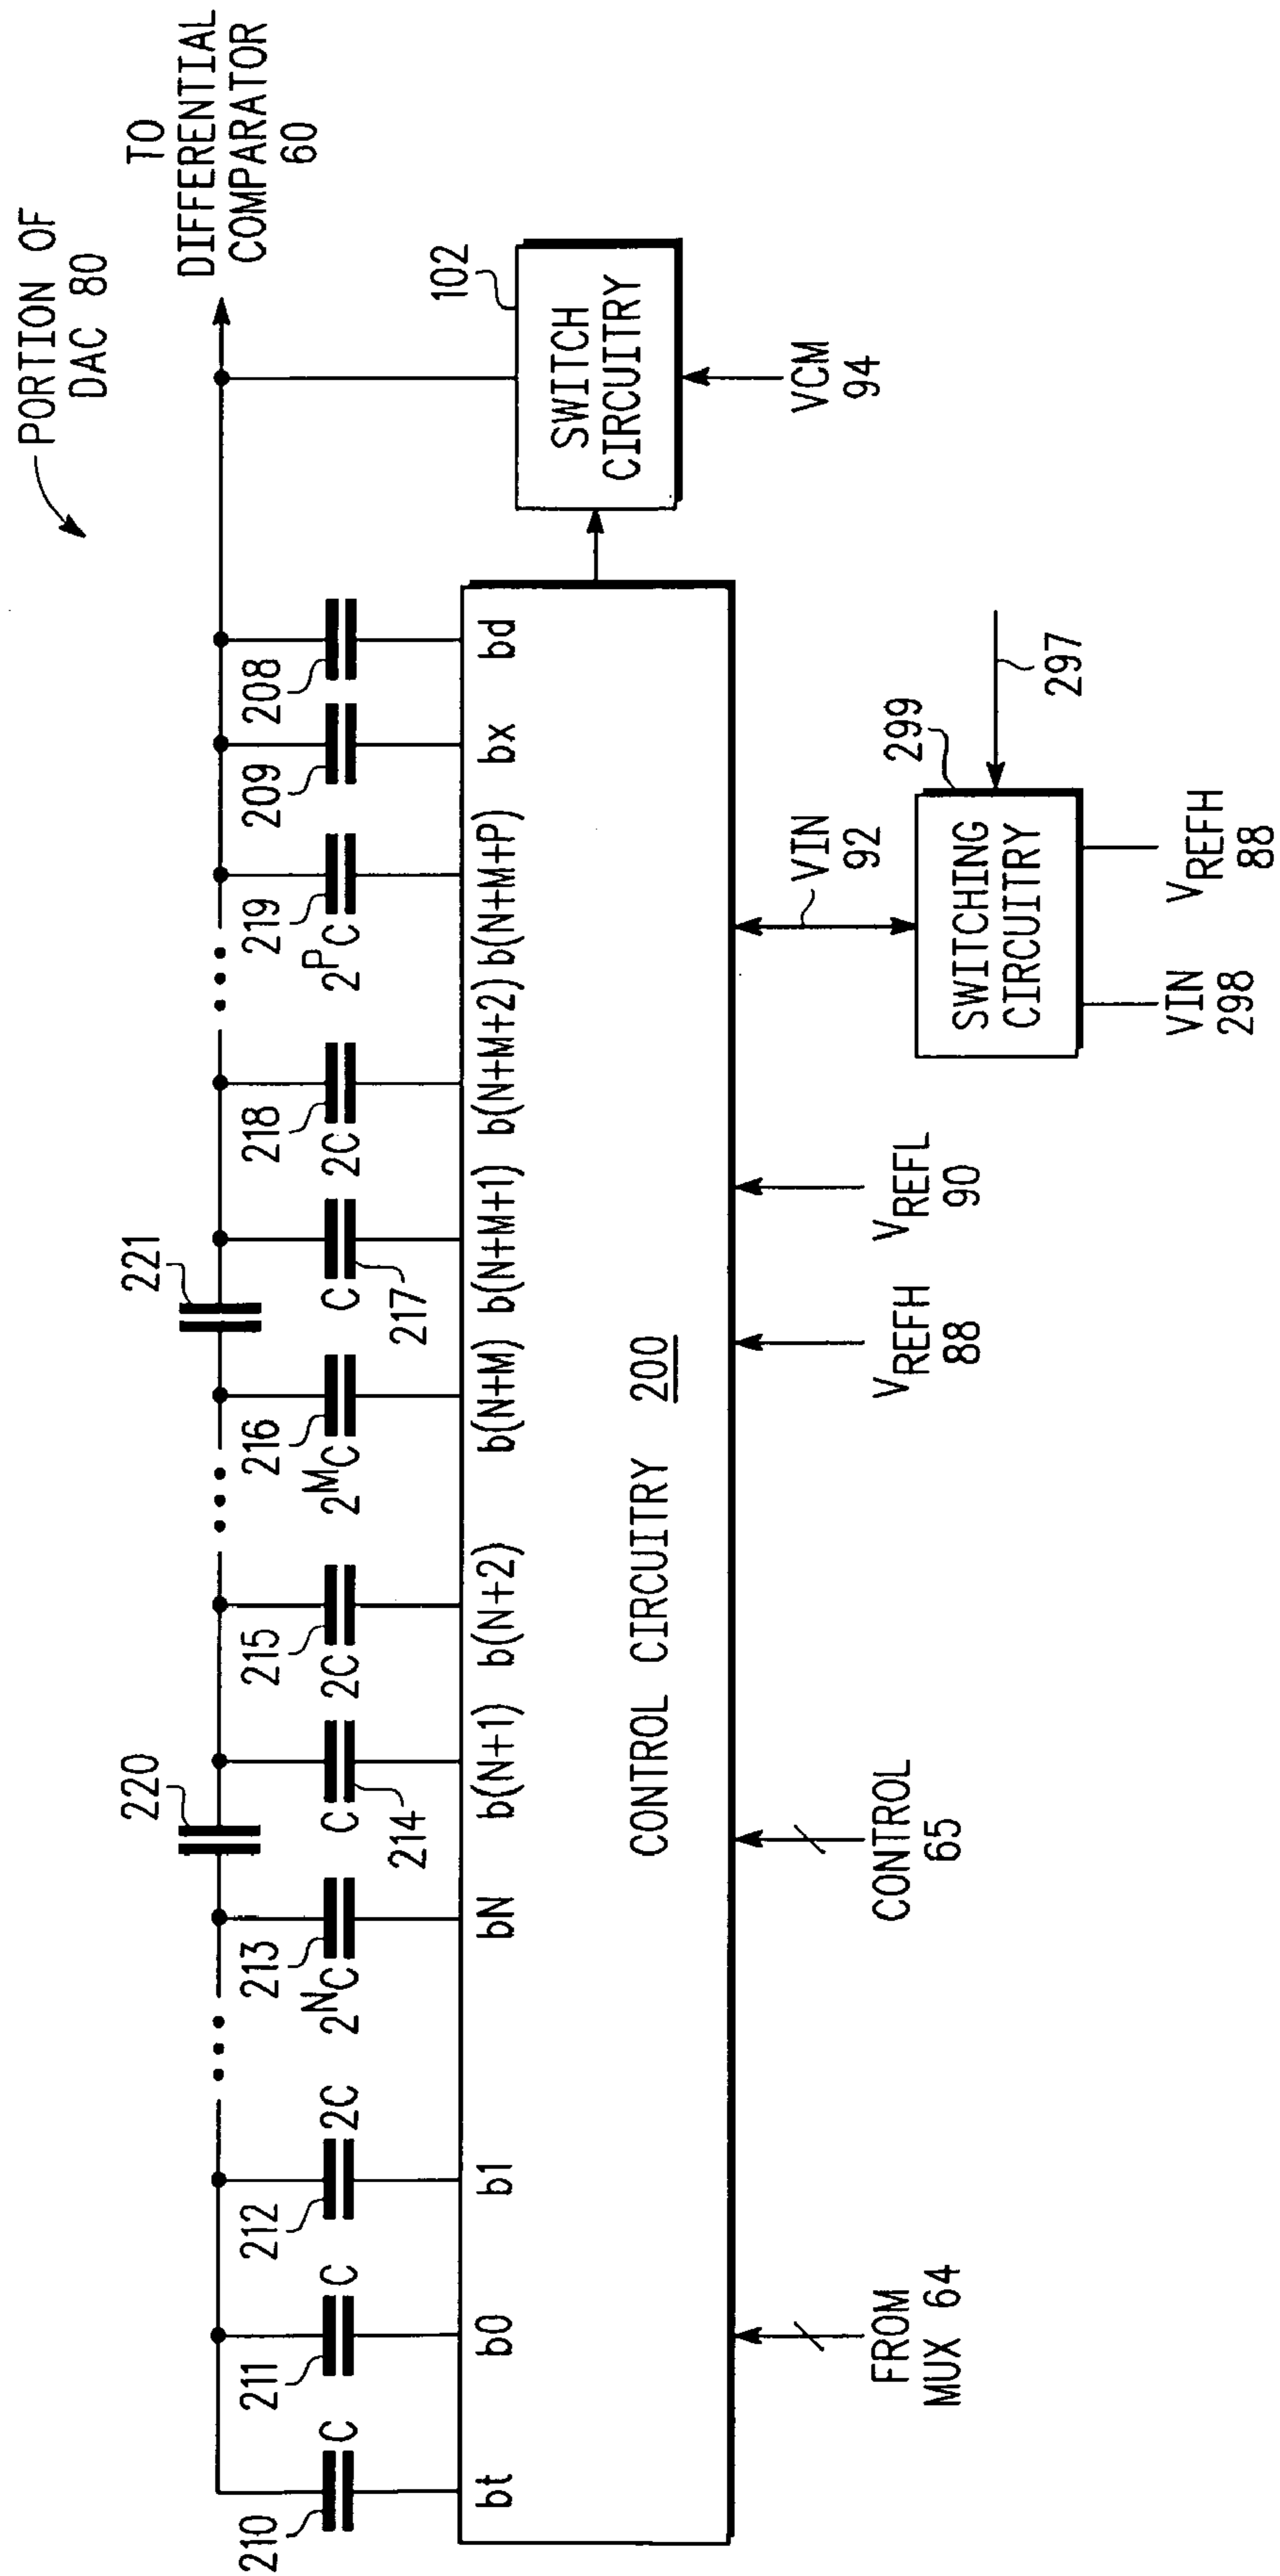 PORTION OF
DAC 80
TO
DIFFERENTIAL
COMPARATOR
60
220
221
210
C
211
C
212
2C
213
2^N C
C
214
215
2C
216
2^M C
C
217
218
2C
219
2^P C
209
208
bt
b0
b1
bN
b(N+1)
b(N+2)
b(N+M)
b(N+M+1)
b(N+M+2)
b(N+M+P)
bx
bd
102
SWITCH
CIRCUITRY
VCM
94
CONTROL CIRCUITRY 200
FROM
MUX 64
CONTROL
65
V_REFH
88
V_REFL
90
VIN
92
299
SWITCHING
CIRCUITRY
297
VIN
298
V_REFH
88